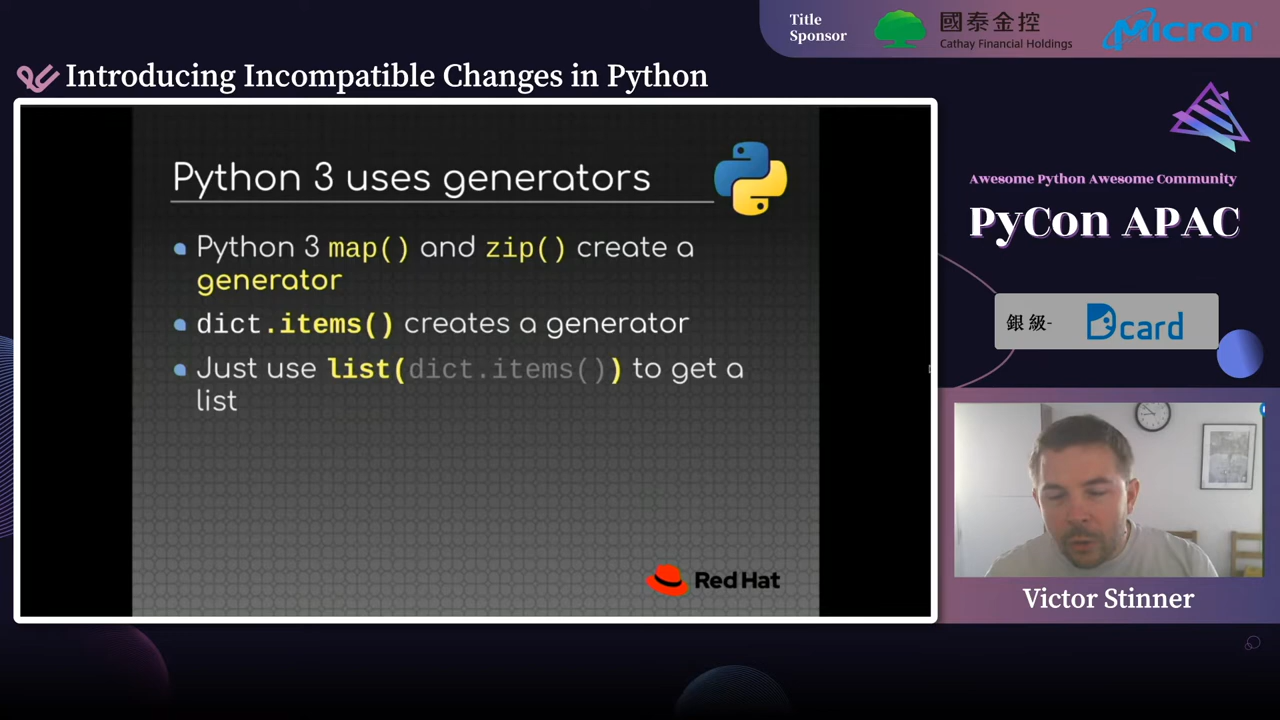 Title
Sponsor
國泰金控
Cathay Financial Holdings
Micron
Introducing Incompatible Changes in Python
Python 3 uses generators
Python 3 map() and zip() create a
generator
dict.items() creates a generator
Just use list(dict.items()) to get a
list
Red Hat
Awesome Python Awesome Community
PyCon APAC
銀級-
Dcard
Victor Stinner